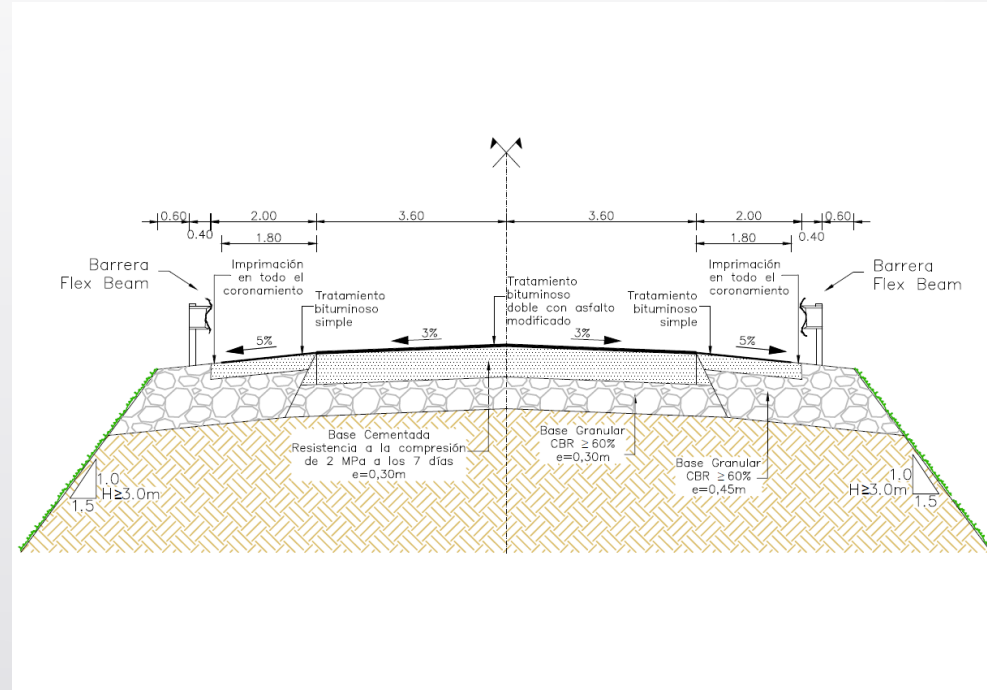 0.60
2.00
3.60
3.60
2.00
0.60
0.40
1.80
1.80
0.40
Barrera
Flex Beam
Imprimación
en todo el
coronamiento
Tratamiento
bituminoso
simple
Tratamiento
bituminoso
doble con asfalto
modificado
Tratamiento
bituminoso
simple
Imprimación
en todo el
coronamiento
Barrera
Flex Beam
5%
3%
3%
5%
Base Cementada
Resistencia a la compresión
de 2 MPa a los 7 días
e=0,30m
Base Granular
CBR ≥60%
e=0,30m
Base Granular
CBR ≥60%
e=0,45m
1.0
H≥3.0m
1.5
1.0
H≥3.0m
1.5